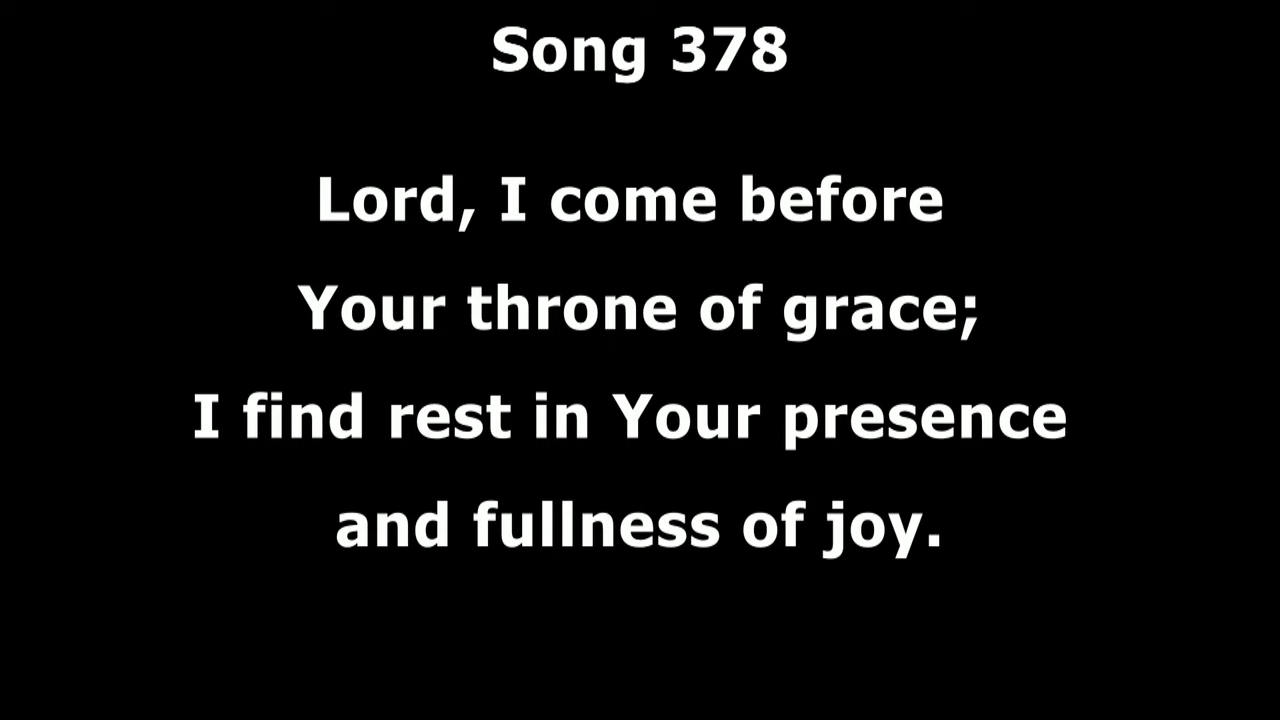 Song 378
Lord, I come before
Your throne of grace;
I find rest in Your presence
and fullness of joy.